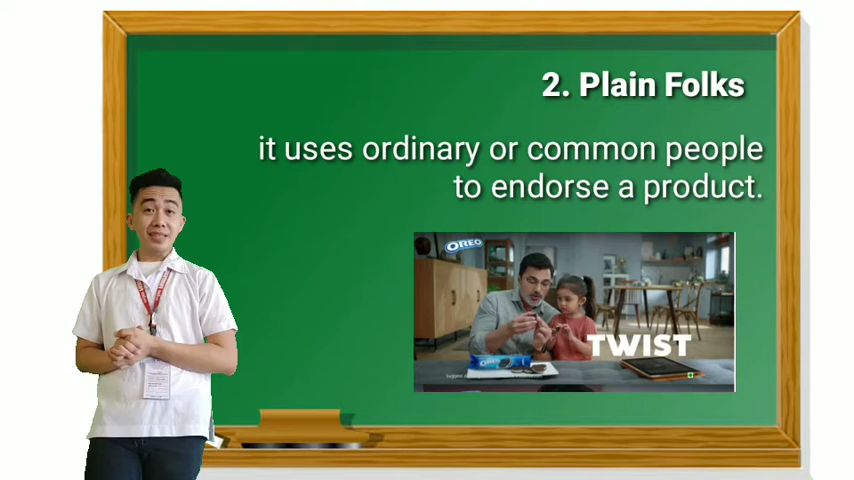 2. Plain Folks
it uses ordinary or common people
to endorse a product.
OREO
TWIST
OREO